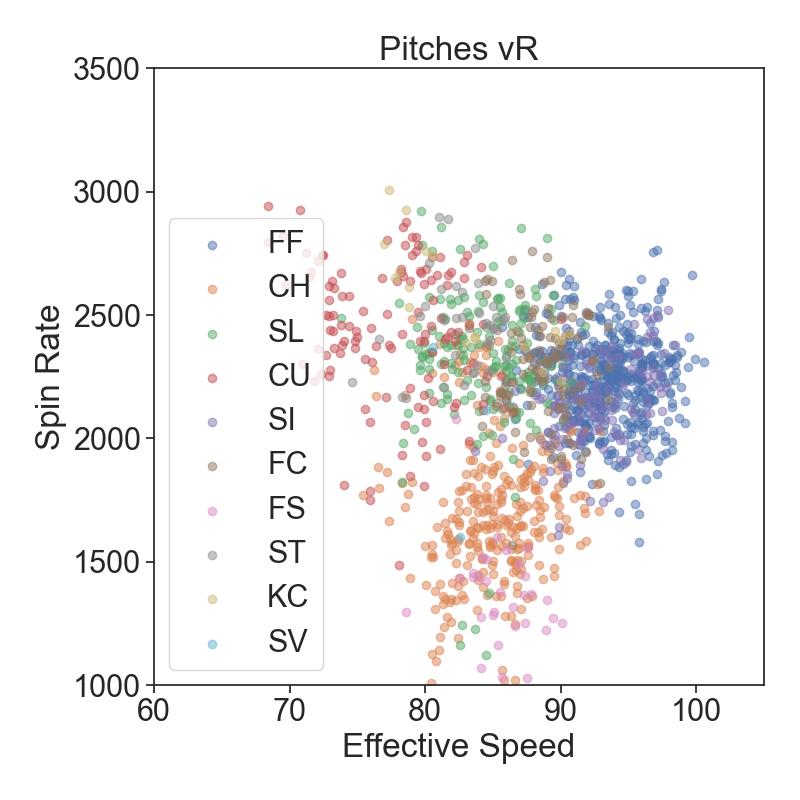 Pitches vR
3500
3000
2500
2000
1500
1000
Spin Rate
FF
CH
SL
CU
SI
FC
FS
ST
KC
SV
60 70 80 90 100
Effective Speed